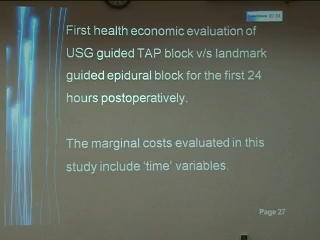 First health economic evaluation of
USG guided TAP block v/s landmark
guided epidural block for the first 24
hours postoperatively.
The marginal costs evaluated in this
study include 'time' variables.
Page 27